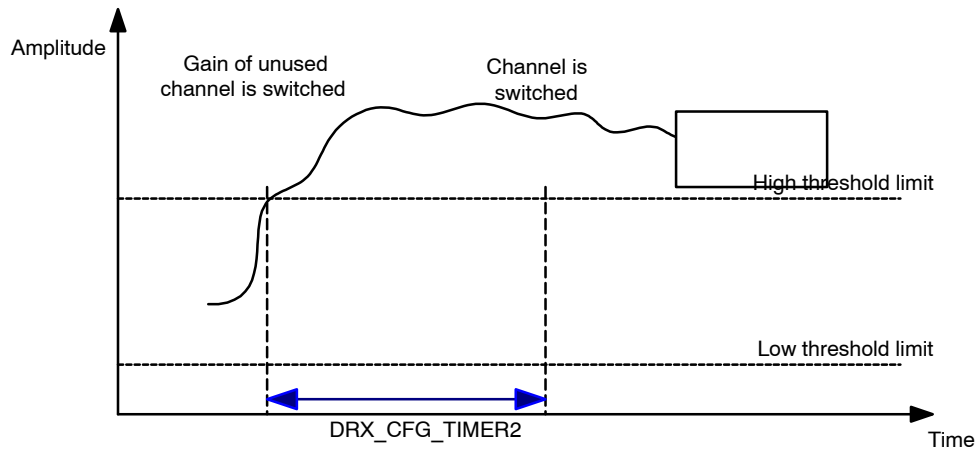 Amplitude
Gain of unused
channel is switched
Channel is
switched
High threshold limit
Low threshold limit
DRX_CFG_TIMER2
Time